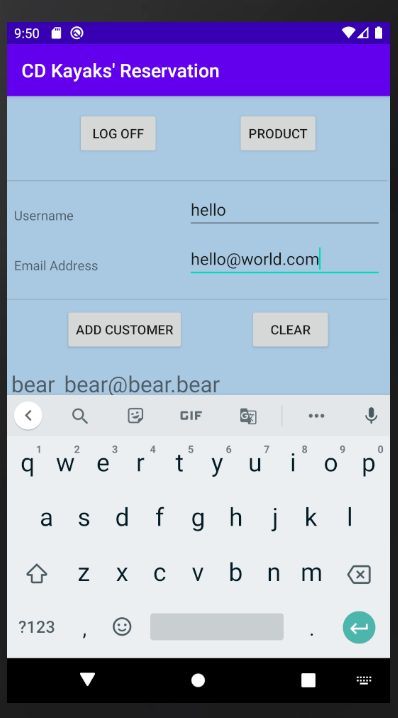 9:50
CD Kayaks' Reservation
LOG OFF PRODUCT
Username hello
Email Address hello@world.com
ADD CUSTOMER CLEAR
bear bear@bear.bear
GIF
1 2 3 4 5 6 7 8 9 0
q w e r t y u i o p
a s d f g h j k l
z x c v b n m
?123 , .